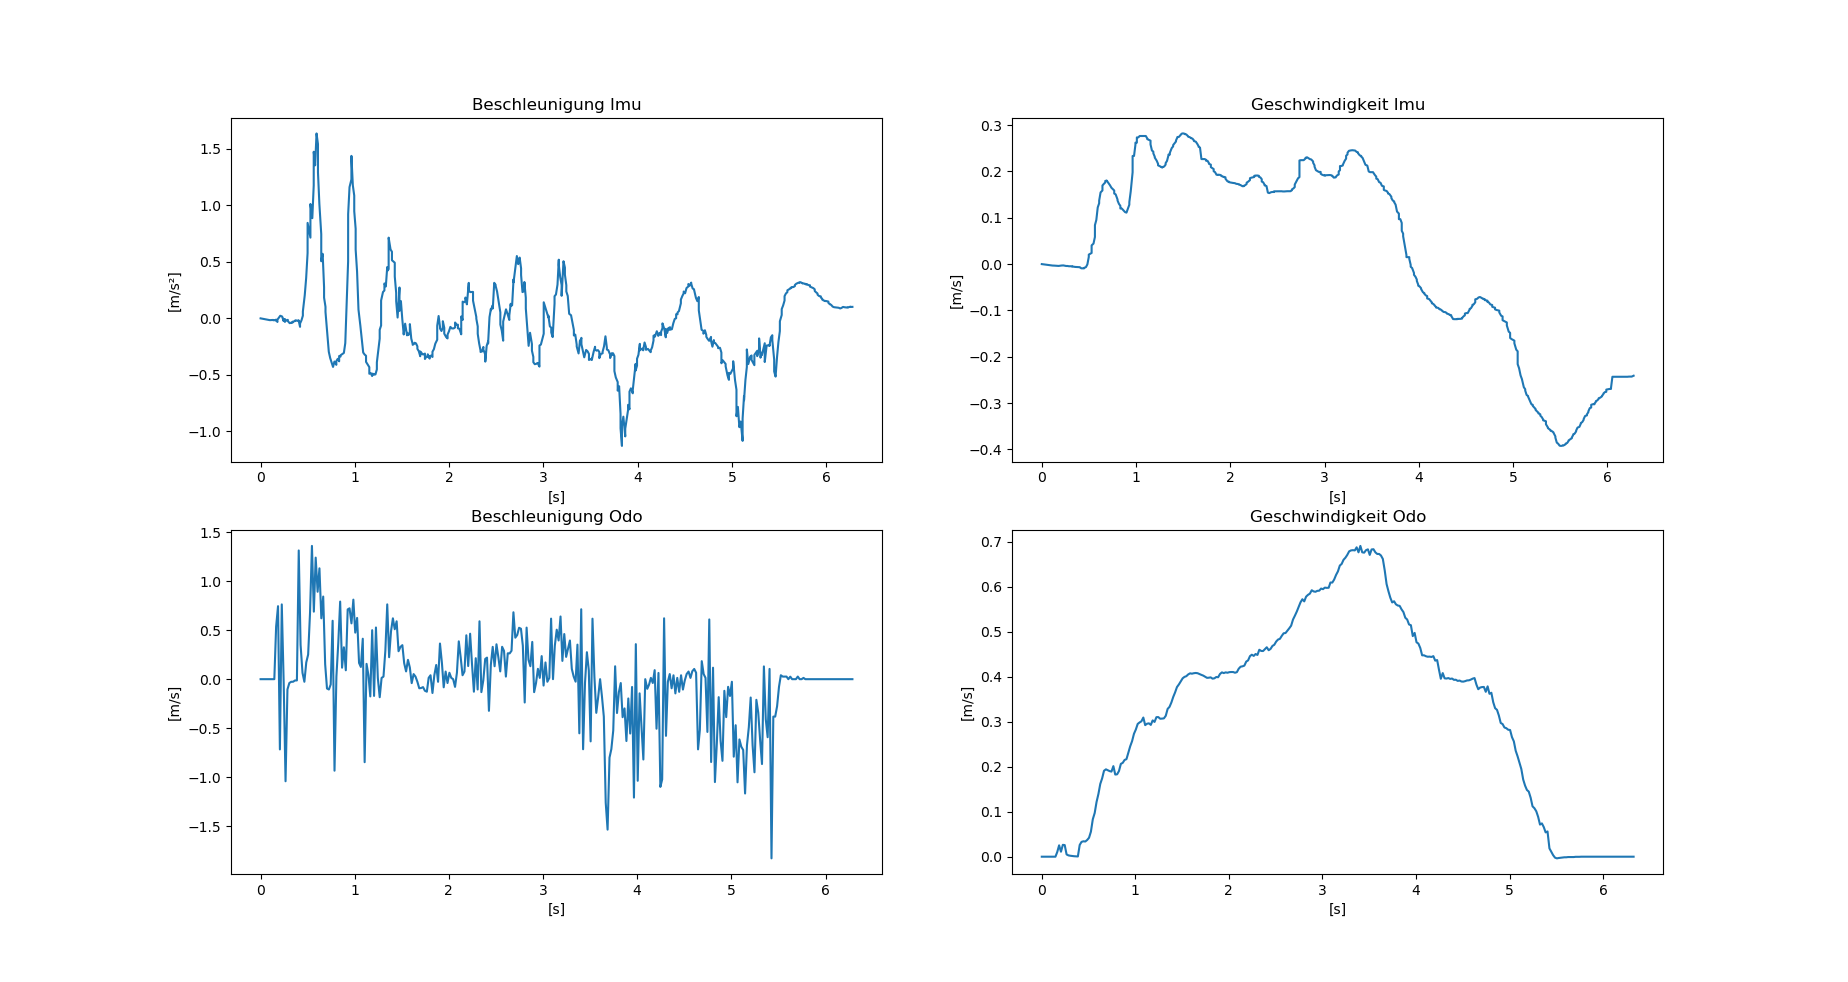 Beschleunigung Imu
[m/s²]
1.5
1.0
0.5
0.0
−0.5
−1.0
0 1 2 3 4 5 6
[s]
Geschwindigkeit Imu
[m/s]
0.3
0.2
0.1
0.0
−0.1
−0.2
−0.3
−0.4
0 1 2 3 4 5 6
[s]
Beschleunigung Odo
[m/s]
1.5
1.0
0.5
0.0
−0.5
−1.0
−1.5
0 1 2 3 4 5 6
[s]
Geschwindigkeit Odo
[m/s]
0.7
0.6
0.5
0.4
0.3
0.2
0.1
0.0
0 1 2 3 4 5 6
[s]